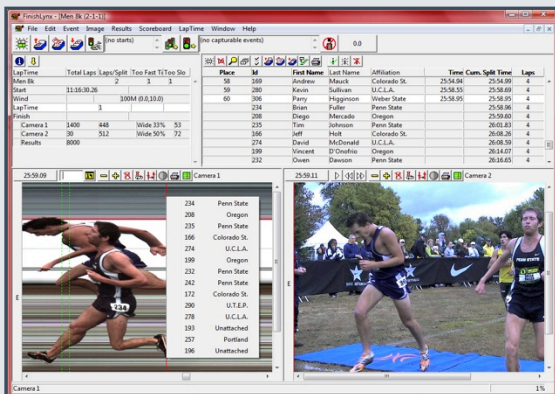 FinishLynx - [Men 8k (2-1-1)]
File Edit Event Image Results Scoreboard LapTime Window Help
(no starts) (no capturable events) 0.0
LapTime Total Laps Laps/Split Too Fast Ti Too Slo
Men 8k 2 1 1
Start 11:16:30.26
Wind 100M (0.0,10.0)
LapTime 1
Finish
Camera 1 1400 448 Wide 33% 53
Camera 2 30 512 Wide 50% 72
Results 8000
Place Id First Name Last Name Affiliation Time Cum. Split Time Laps
58 169 Andrew Mauck Colorado St. 25:54.94 25:54.99 4
59 280 Kevin Sullivan U.C.L.A. 25:58.55 25:58.69 4
60 306 Parry Higginson Weber State 25:58.95 25:58.95 4
234 Brian Fuller Penn State 25:58.96 4
208 Diego Mercado Oregon 25:59.60 4
235 Tim Johnson Penn State 26:01.83 4
166 Jeff Holt Colorado St. 26:08.26 4
274 David McDonald U.C.L.A. 26:08.59 4
199 Vincent D'Onofrio Oregon 26:14.07 4
232 Owen Dawson Penn State 26:16.65 4
25:59.09 Camera 1
25:59.11 Camera 2
234 Penn State
208 Oregon
235 Penn State
166 Colorado St.
274 U.C.L.A.
199 Oregon
232 Penn State
242 Penn State
172 Colorado St.
290 U.T.E.P.
278 U.C.L.A.
193 Unattached
257 Portland
196 Unattached
234
PENN STATE
Camera 1 1%